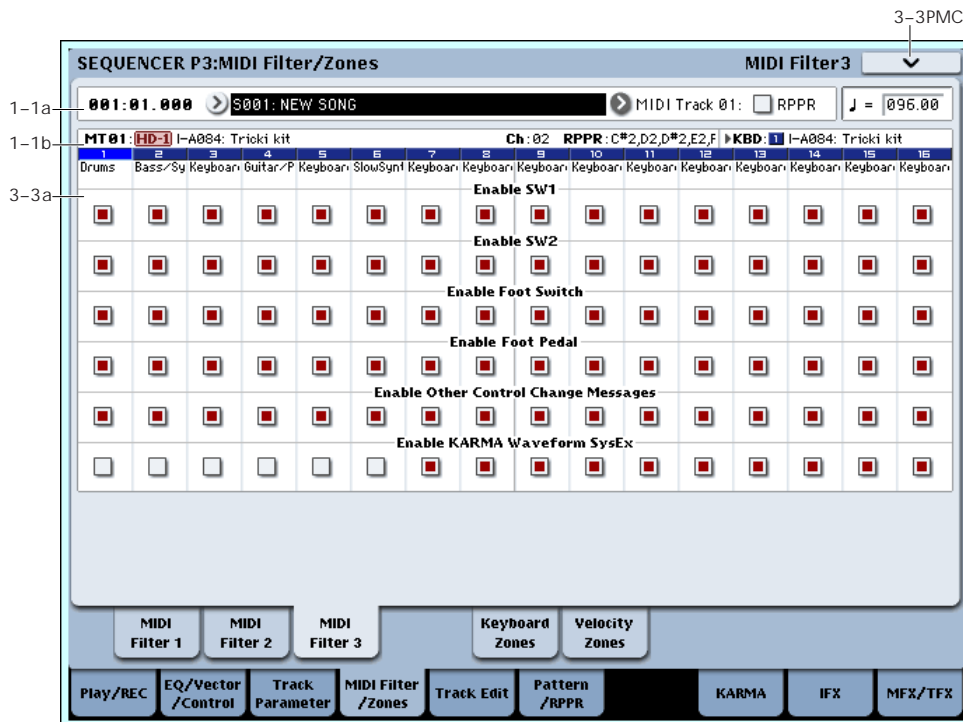 3-3PMC
SEQUENCER P3:MIDI Filter/Zones MIDI Filter3
1-1a 001:01.000 S001: NEW SONG MIDI Track 01: RPPR ♩ = 096.00
1-1b MT01: HD-1 I-A084: Tricki kit Ch:02 RPPR:C#2,D2,D#2,E2,F ▶KBD: 1 I-A084: Tricki kit
1 2 3 4 5 6 7 8 9 10 11 12 13 14 15 16
Drums Bass/Sy Keyboar Guitar/P Keyboar SlowSynt Keyboar Keyboar Keyboar Keyboar Keyboar Keyboar Keyboar Keyboar Keyboar Keyboar
3-3a Enable SW1
Enable SW2
Enable Foot Switch
Enable Foot Pedal
Enable Other Control Change Messages
Enable KARMA Waveform SysEx
MIDI Filter 1 MIDI Filter 2 MIDI Filter 3 Keyboard Zones Velocity Zones
Play/REC EQ/Vector /Control Track Parameter MIDI Filter /Zones Track Edit Pattern /RPPR KARMA IFX MFX/TFX